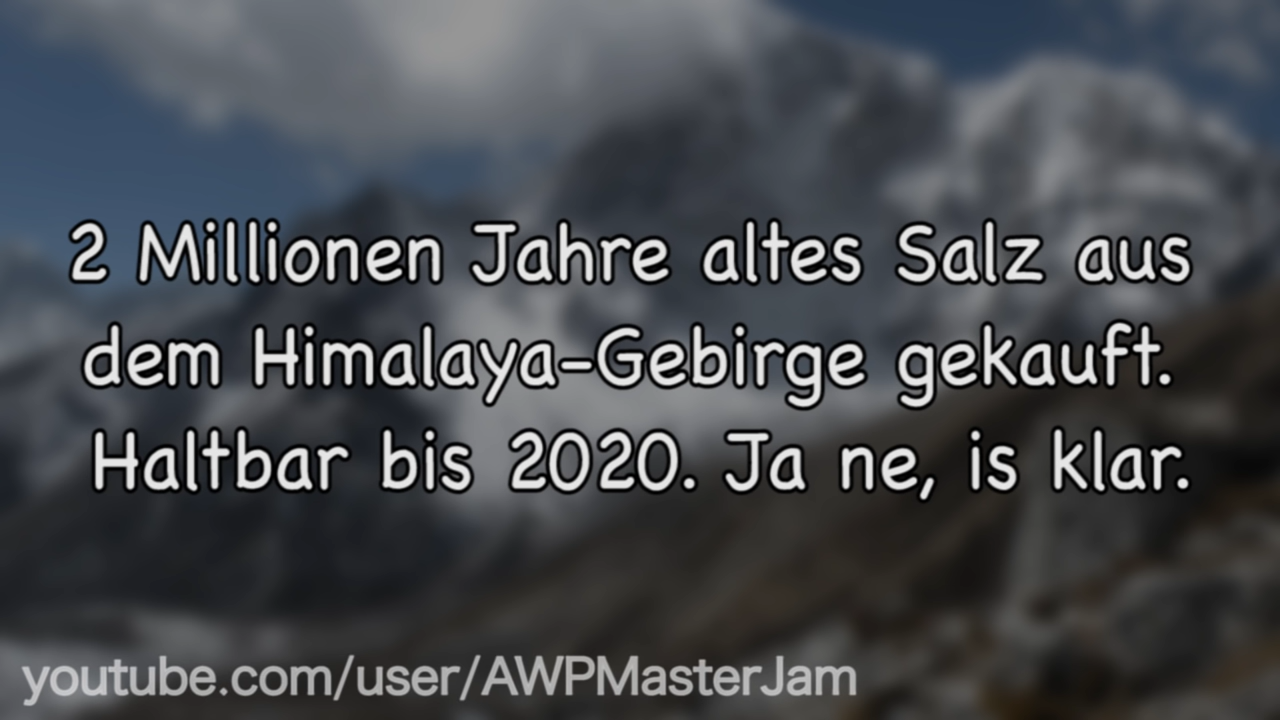 2 Millionen Jahre altes Salz aus
dem Himalaya-Gebirge gekauft.
Haltbar bis 2020. Ja ne, is klar.
youtube.com/user/AWPMasterJam